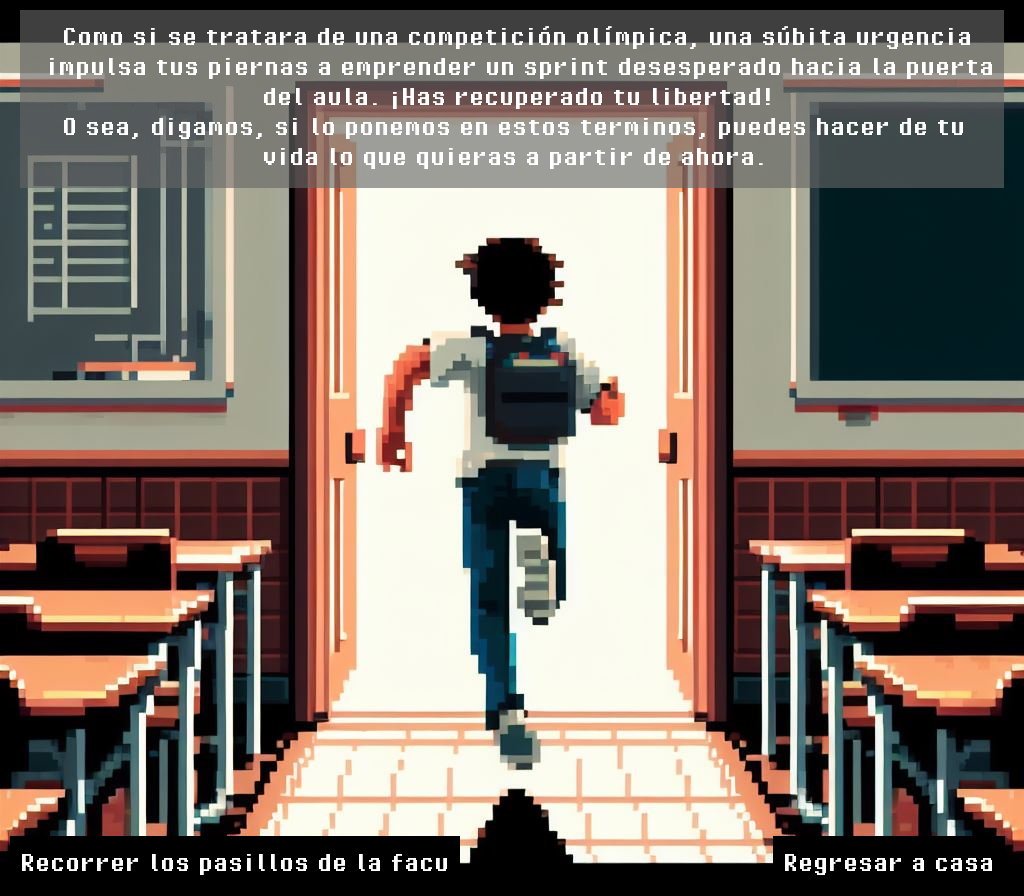 Como si se tratara de una competición olímpica, una súbita urgencia
impulsa tus piernas a emprender un sprint desesperado hacia la puerta
del aula. ¡Has recuperado tu libertad!
O sea, digamos, si lo ponemos en estos terminos, puedes hacer de tu
vida lo que quieras a partir de ahora.
Recorrer los pasillos de la facu
Regresar a casa